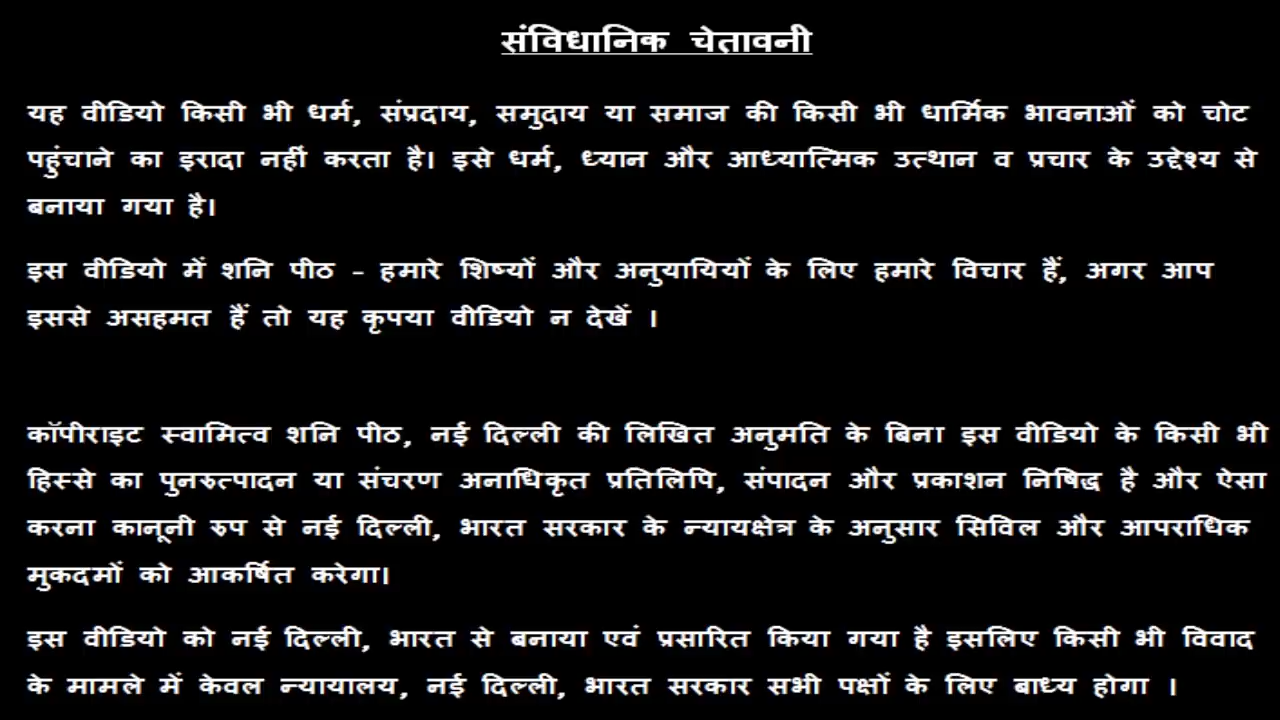 संविधानिक चेतावनी
यह वीडियो किसी भी धर्म, संप्रदाय, समुदाय या समाज की किसी भी धार्मिक भावनाओं को चोट
पहुंचाने का इरादा नहीं करता है। इसे धर्म, ध्यान और आध्यात्मिक उत्थान व प्रचार के उद्देश्य से
बनाया गया है।
इस वीडियो में शनि पीठ – हमारे शिष्यों और अनुयायियों के लिए हमारे विचार हैं, अगर आप
इससे असहमत हैं तो यह कृपया वीडियो न देखें ।
कॉपीराइट स्वामित्व शनि पीठ, नई दिल्ली की लिखित अनुमति के बिना इस वीडियो के किसी भी
हिस्से का पुनरुत्पादन या संचरण अनाधिकृत प्रतिलिपि, संपादन और प्रकाशन निषिद्ध है और ऐसा
करना कानूनी रुप से नई दिल्ली, भारत सरकार के न्यायक्षेत्र के अनुसार सिविल और आपराधिक
मुकदमों को आकर्षित करेगा।
इस वीडियो को नई दिल्ली, भारत से बनाया एवं प्रसारित किया गया है इसलिए किसी भी विवाद
के मामले में केवल न्यायालय, नई दिल्ली, भारत सरकार सभी पक्षों के लिए बाध्य होगा ।